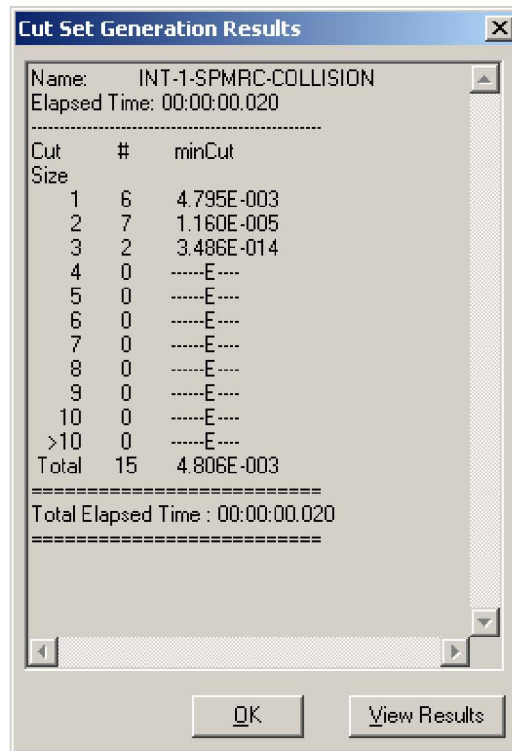 Cut Set Generation Results
Name: INT-1-SPMRC-COLLISION
Elapsed Time: 00:00:00.020
----------------------------------------------------
Cut # minCut
Size
1 6 4.795E-003
2 7 1.160E-005
3 2 3.486E-014
4 0 ------E----
5 0 ------E----
6 0 ------E----
7 0 ------E----
8 0 ------E----
9 0 ------E----
10 0 ------E----
>10 0 ------E----
Total 15 4.806E-003
==========================
Total Elapsed Time : 00:00:00.020
==========================
OK View Results